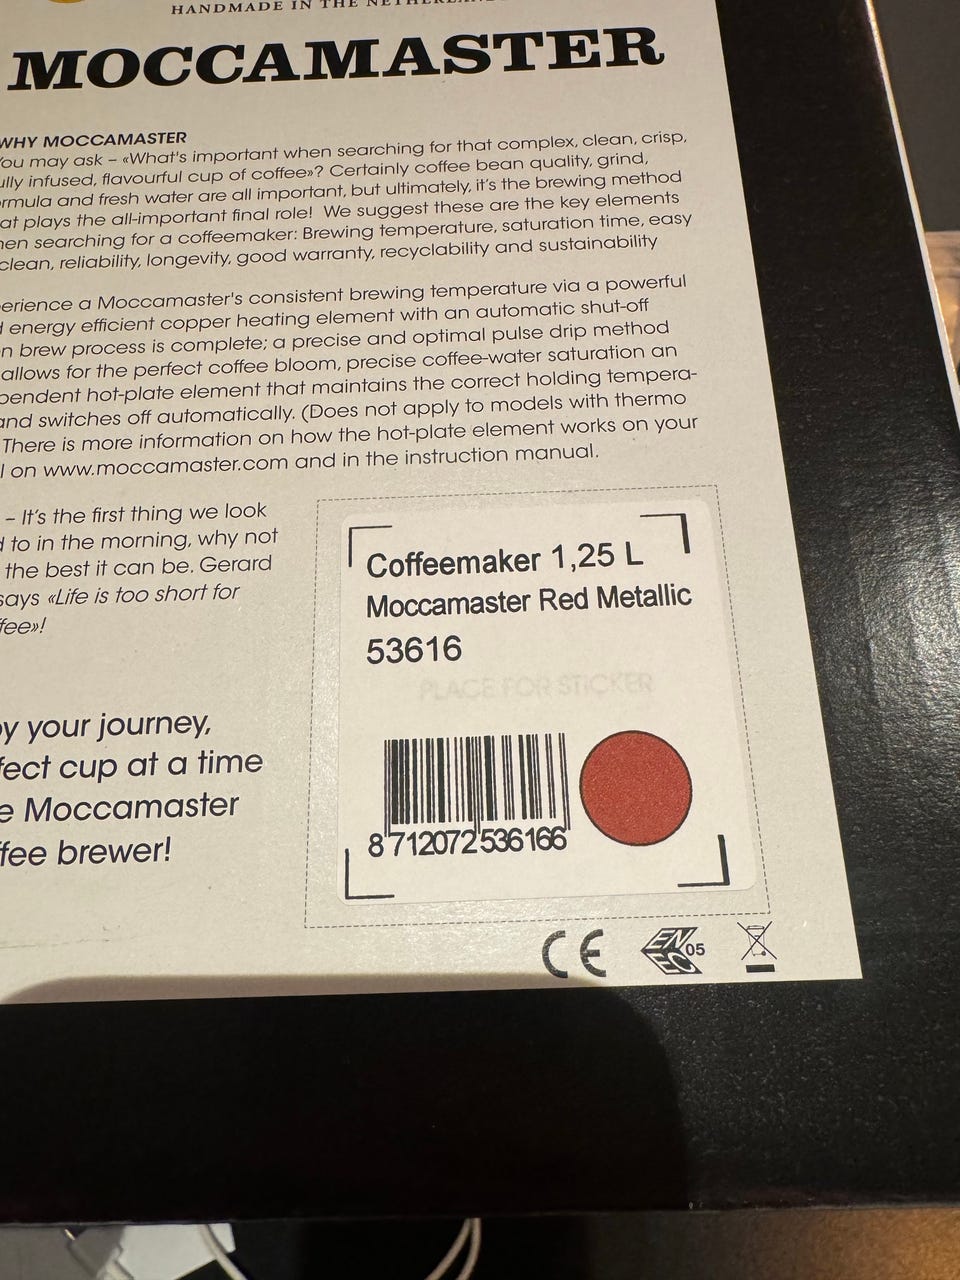 HANDMADE IN THE
MOCCAMASTER
WHY MOCCAMASTER
You may ask – «What's important when searching for that complex, clean, crisp,
infused, flavourful cup of coffee»? Certainly coffee bean quality, grind,
and fresh water are all important, but ultimately, it's the brewing method
plays the all-important final role! We suggest these are the key elements
searching for a coffeemaker: Brewing temperature, saturation time, easy
clean, reliability, longevity, good warranty, recyclability and sustainability
a Moccamaster's consistent brewing temperature via a powerful
energy efficient copper heating element with an automatic shut-off
brew process is complete; a precise and optimal pulse drip method
allows for the perfect coffee bloom, precise coffee-water saturation an
pendent hot-plate element that maintains the correct holding tempera-
and switches off automatically. (Does not apply to models with thermo
There is more information on how the hot-plate element works on your
on www.moccamaster.com and in the instruction manual.
– It's the first thing we look
to in the morning, why not
the best it can be. Gerard
says «Life is too short for
fee»!
y your journey,
fect cup at a time
e Moccamaster
fee brewer!
Coffeemaker 1,25 L
Moccamaster Red Metallic
53616
PLACE FOR STICKER
8 712072 536166
CE
ENEC 05